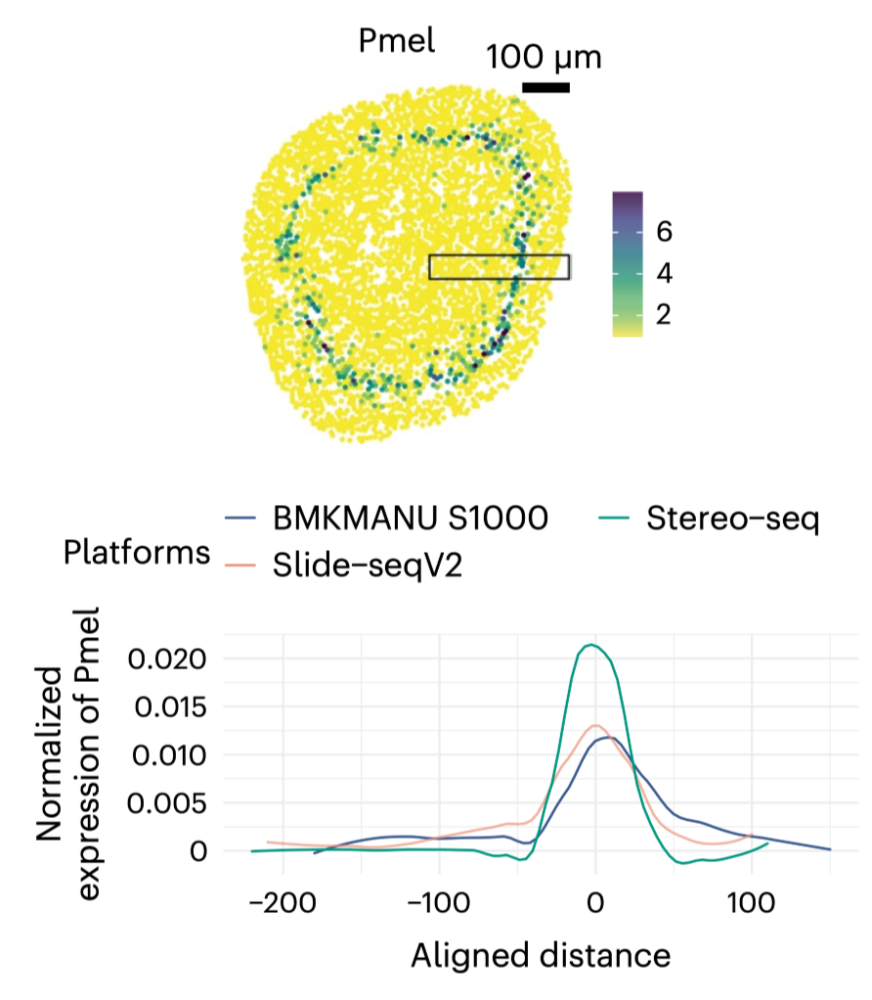 Pmel
100 µm
6
4
2
BMKMANU S1000
Stereo–seq
Platforms
Slide–seqV2
Normalized
expression of Pmel
0.020
0.015
0.010
0.005
0
−200
−100
0
100
Aligned distance